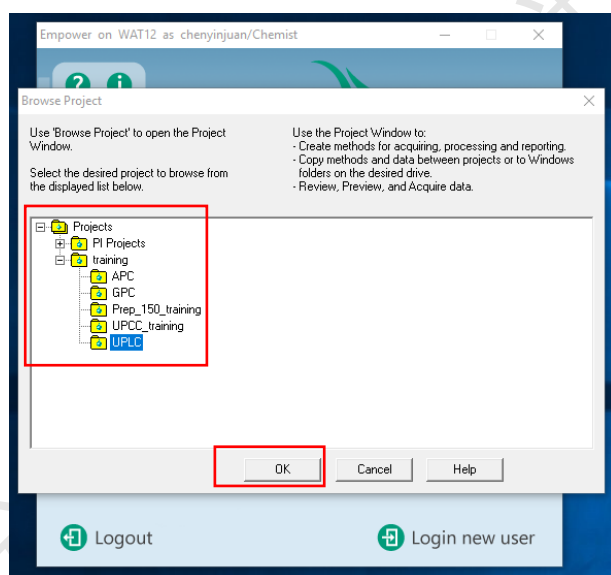 Empower on WAT12 as chenyinjuan/Chemist
Browse Project
Use 'Browse Project' to open the Project
Window.
Select the desired project to browse from
the displayed list below.
Use the Project Window to:
- Create methods for acquiring, processing and reporting.
- Copy methods and data between projects or to Windows
folders on the desired drive.
- Review, Preview, and Acquire data.
Projects
PI Projects
training
APC
GPC
Prep_150_training
UPCC_training
UPLC
OK
Cancel
Help
Logout
Login new user